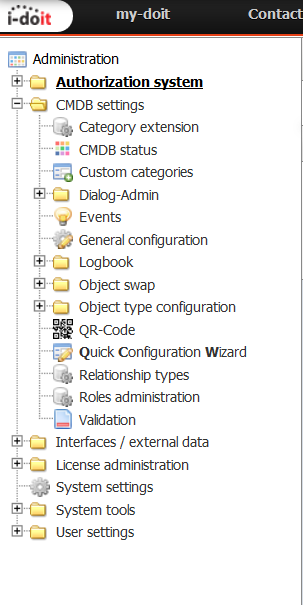 i-doit my-doit Contact
Administration
Authorization system
CMDB settings
Category extension
CMDB status
Custom categories
Dialog-Admin
Events
General configuration
Logbook
Object swap
Object type configuration
QR-Code
Quick Configuration Wizard
Relationship types
Roles administration
Validation
Interfaces / external data
License administration
System settings
System tools
User settings